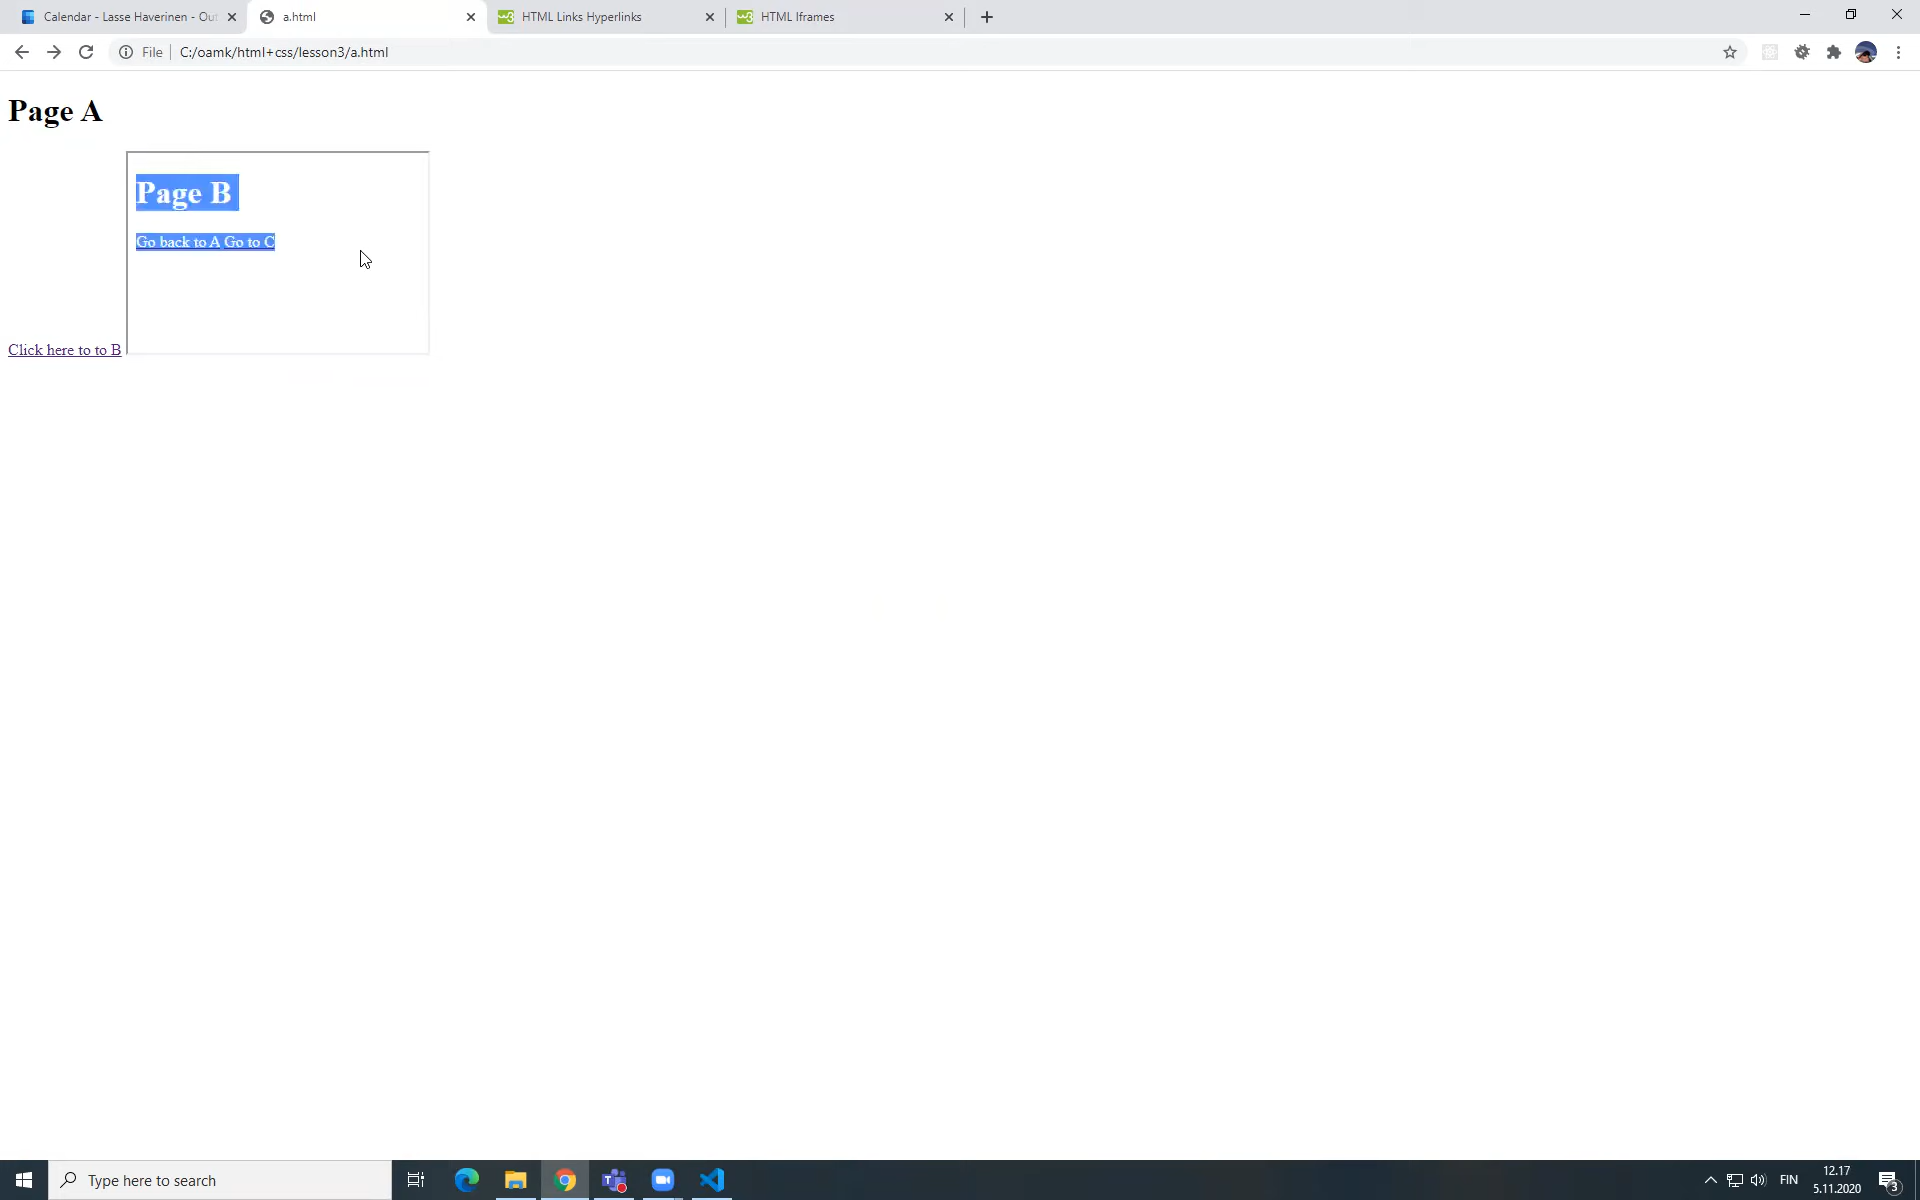 Calendar - Lasse Haverinen - Out
a.html
HTML Links Hyperlinks
HTML Iframes
File
C:/oamk/html+css/lesson3/a.html
Page A
Page B
Go back to A Go to C
Click here to to B
Type here to search
FIN
12.17
5.11.2020
3